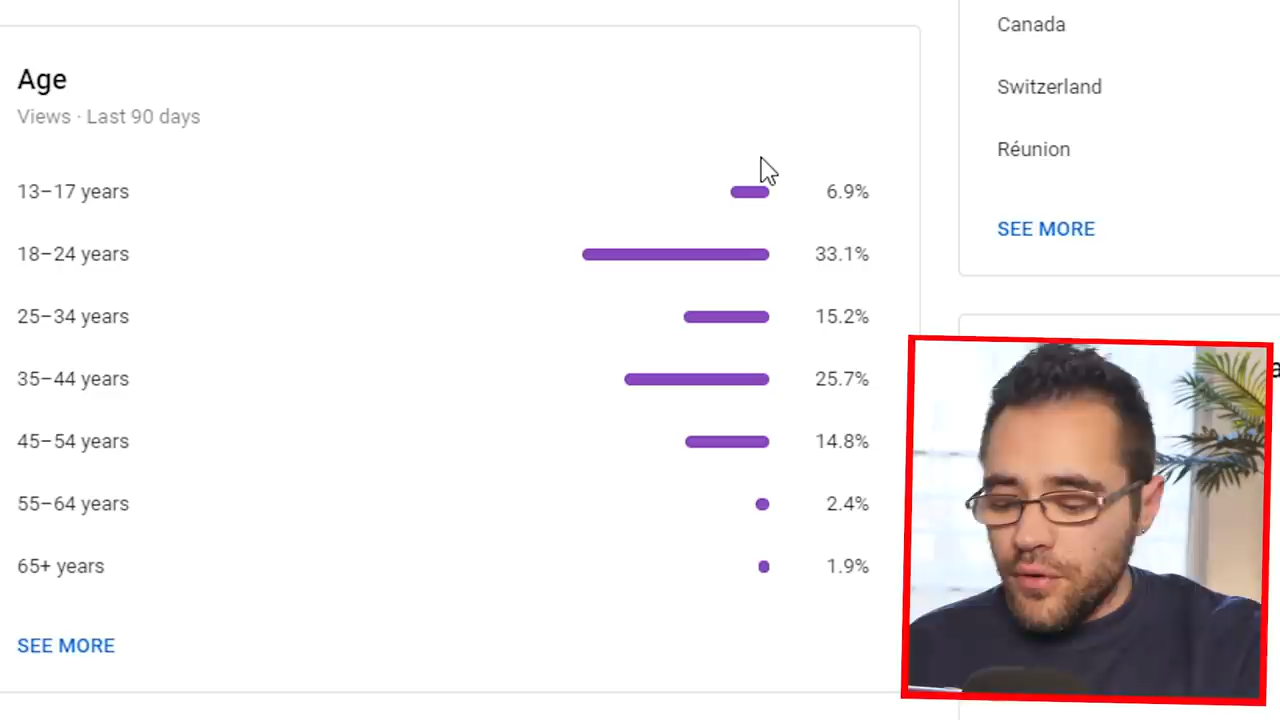 Age
Views · Last 90 days
13–17 years 6.9%
18–24 years 33.1%
25–34 years 15.2%
35–44 years 25.7%
45–54 years 14.8%
55–64 years 2.4%
65+ years 1.9%
SEE MORE
Canada
Switzerland
Réunion
SEE MORE